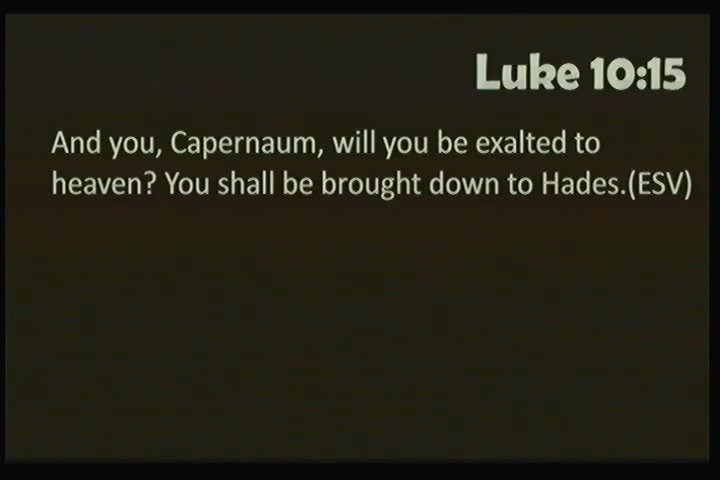 Luke 10:15
And you, Capernaum, will you be exalted to
heaven? You shall be brought down to Hades.(ESV)